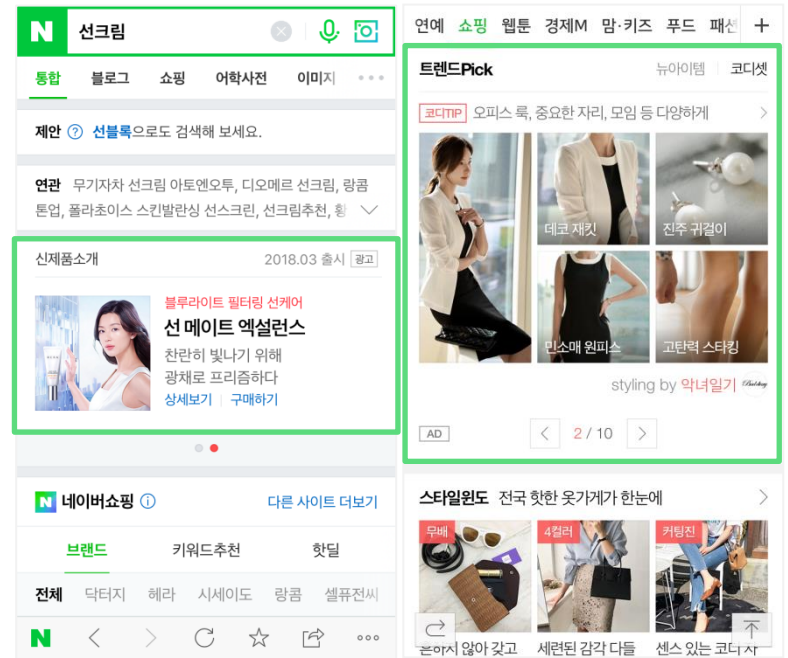 N 선크림
통합 블로그 쇼핑 어학사전 이미지
제안 ? 선블록으로도 검색해 보세요.
연관 무기자차 선크림 아토엔오투, 디오메르 선크림, 랑콤
톤업, 폴라초이스 스킨발란싱 선스크린, 선크림추천, 황
신제품소개 2018.03 출시 광고
블루라이트 필터링 선케어
선 메이트 엑설런스
찬란히 빛나기 위해
광채로 프리즘하다
상세보기 구매하기
N 네이버쇼핑 다른 사이트 더보기
브랜드 키워드추천 핫딜
전체 닥터지 헤라 시세이도 랑콤 셀퓨전씨
N
연예 쇼핑 웹툰 경제M 맘·키즈 푸드 패션
트렌드Pick 뉴아이템 코디셋
코디TIP 오피스 룩, 중요한 자리, 모임 등 다양하게
데코 재킷
진주 귀걸이
민소매 원피스
고탄력 스타킹
styling by 악녀일기
AD 2 / 10
스타일윈도 전국 핫한 옷가게가 한눈에
무배
4컬러
커팅진
흔하지 않아 갖고
세련된 감각 다들
센스 있는 코디 자